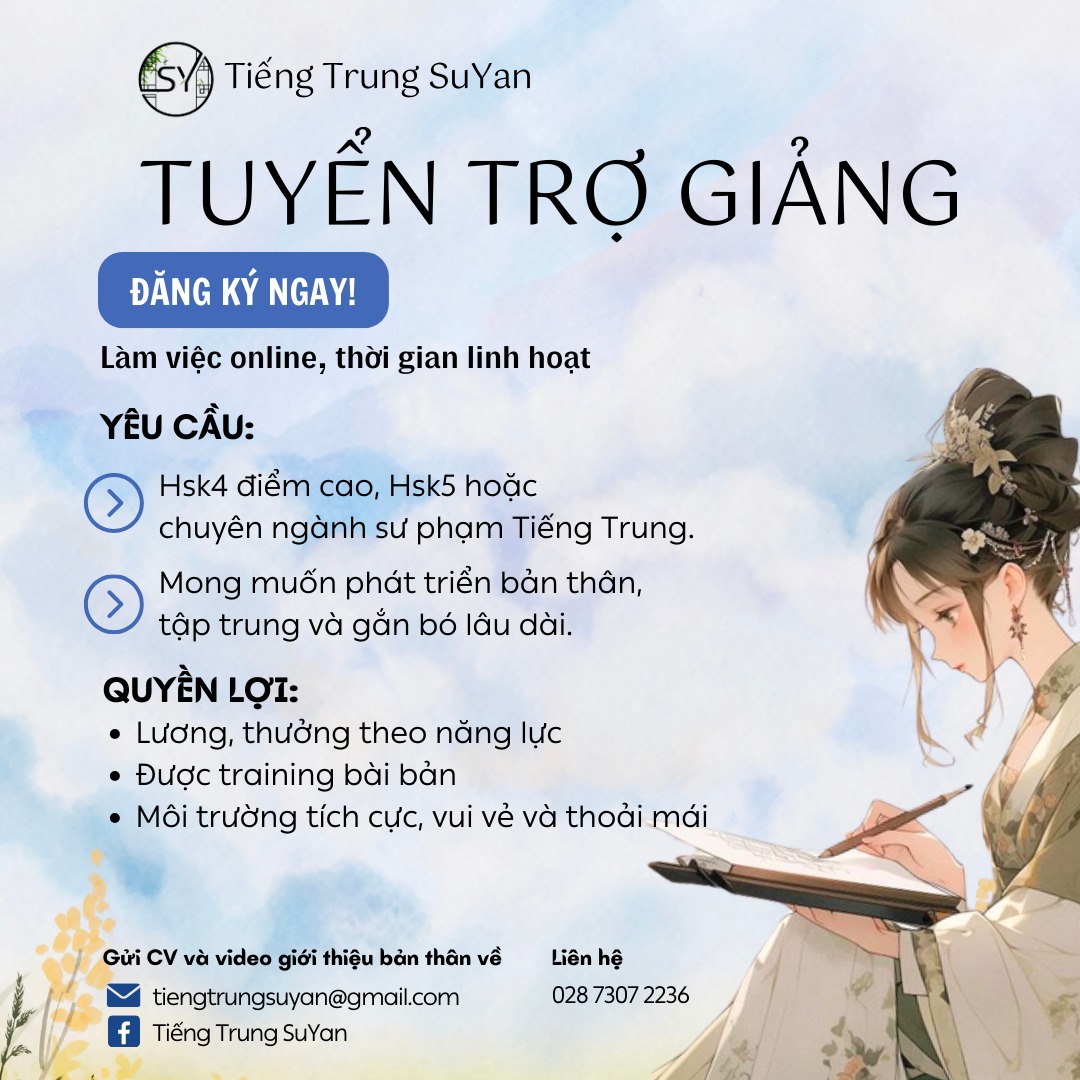 SY
Tiếng Trung SuYan
TUYỂN TRỢ GIẢNG
ĐĂNG KÝ NGAY!
Làm việc online, thời gian linh hoạt
YÊU CẦU:
Hsk4 điểm cao, Hsk5 hoặc
chuyên ngành sư phạm Tiếng Trung.
Mong muốn phát triển bản thân,
tập trung và gắn bó lâu dài.
QUYỀN LỢI:
• Lương, thưởng theo năng lực
• Được training bài bản
• Môi trường tích cực, vui vẻ và thoải mái
Gửi CV và video giới thiệu bản thân về
tiengtrungsuyan@gmail.com
Tiếng Trung SuYan
Liên hệ
028 7307 2236